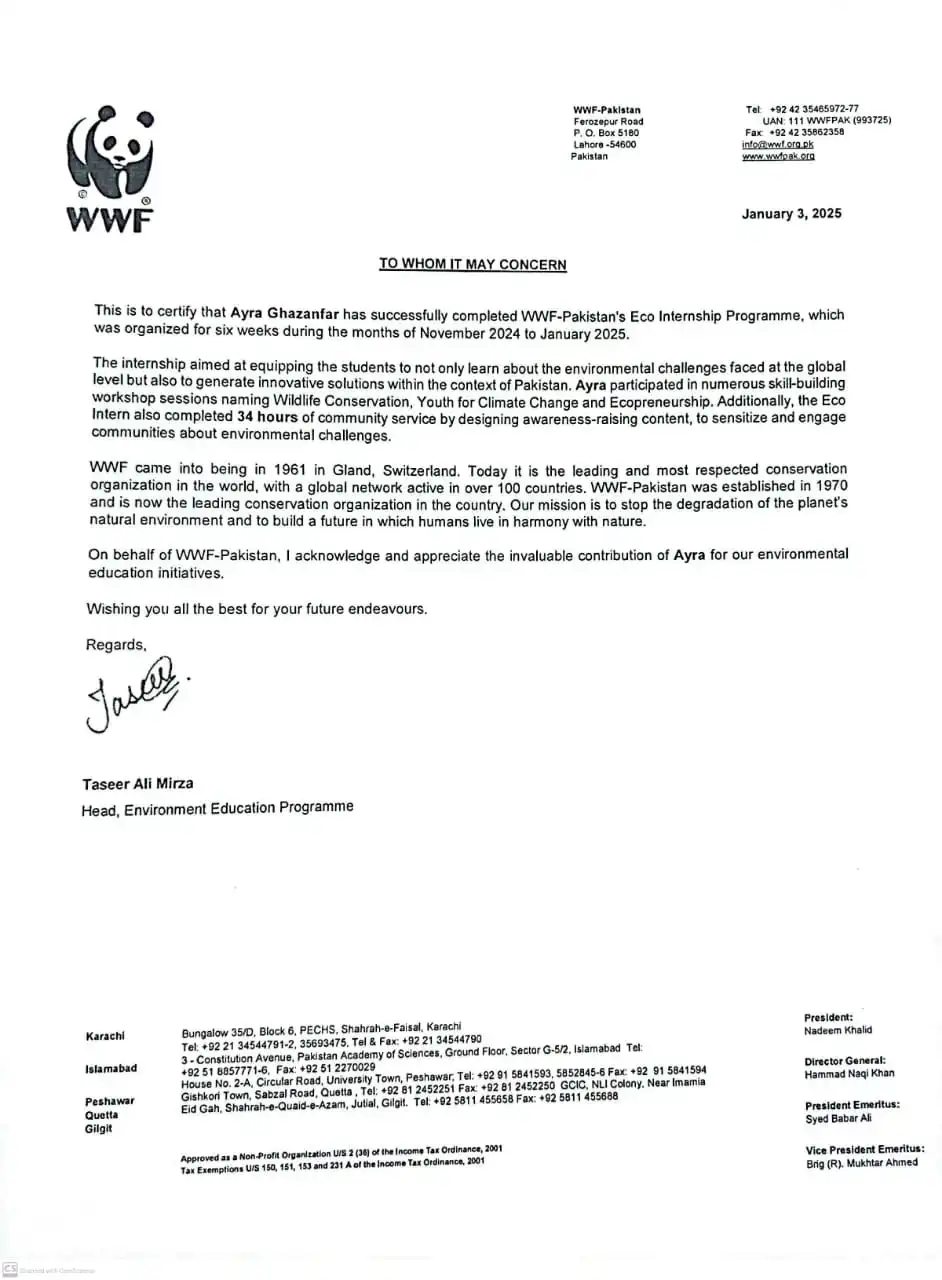 WWF-Pakistan
Ferozepur Road
P. O. Box 5180
Lahore -54600
Pakistan
Tel: +92 42 35465972-77
UAN: 111 WWFPAK (993725)
Fax: +92 42 35862358
info@wwf.org.pk
www.wwfpak.org
©
®
WWF
January 3, 2025
TO WHOM IT MAY CONCERN
This is to certify that Ayra Ghazanfar has successfully completed WWF-Pakistan's Eco Internship Programme, which
was organized for six weeks during the months of November 2024 to January 2025.
The internship aimed at equipping the students to not only learn about the environmental challenges faced at the global
level but also to generate innovative solutions within the context of Pakistan. Ayra participated in numerous skill-building
workshop sessions naming Wildlife Conservation, Youth for Climate Change and Ecopreneurship. Additionally, the Eco
Intern also completed 34 hours of community service by designing awareness-raising content, to sensitize and engage
communities about environmental challenges.
WWF came into being in 1961 in Gland, Switzerland. Today it is the leading and most respected conservation
organization in the world, with a global network active in over 100 countries. WWF-Pakistan was established in 1970
and is now the leading conservation organization in the country. Our mission is to stop the degradation of the planet's
natural environment and to build a future in which humans live in harmony with nature.
On behalf of WWF-Pakistan, I acknowledge and appreciate the invaluable contribution of Ayra for our environmental
education initiatives.
Wishing you all the best for your future endeavours.
Regards,
Taseer
Taseer Ali Mirza
Head, Environment Education Programme
Karachi
Islamabad
Peshawar
Quetta
Gilgit
Bungalow 35/D, Block 6, PECHS, Shahrah-e-Faisal, Karachi
Tel: +92 21 34544791-2, 35693475, Tel & Fax: +92 21 34544790
3 - Constitution Avenue, Pakistan Academy of Sciences, Ground Floor, Sector G-5/2, Islamabad Tel:
+92 51 8857771-6, Fax: +92 51 2270029
House No. 2-A, Circular Road, University Town, Peshawar, Tel: +92 91 5841593, 5852845-6 Fax: +92 91 5841594
Gishkori Town, Sabzal Road, Quetta , Tel: +92 81 2452251 Fax: +92 81 2452250 GCIC, NLI Colony, Near Imamia
Eid Gah, Shahrah-e-Quaid-e-Azam, Jutial, Gilgit. Tel: +92 5811 455658 Fax: +92 5811 455688
Approved as a Non-Profit Organization U/S 2 (36) of the Income Tax Ordinance, 2001
Tax Exemptions U/S 150, 151, 153 and 231 A of the Income Tax Ordinance, 2001
President:
Nadeem Khalid
Director General:
Hammad Naqi Khan
President Emeritus:
Syed Babar Ali
Vice President Emeritus:
Brig (R). Mukhtar Ahmed
CS Scanned with CamScanner